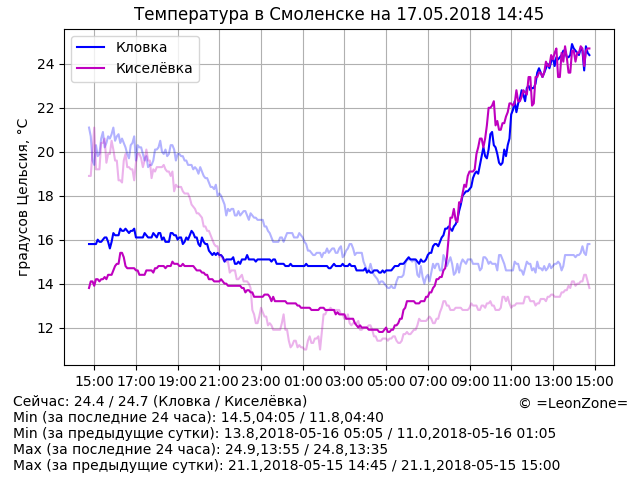 Температура в Смоленске на 17.05.2018 14:45
Кловка
Киселёвка
градусов Цельсия, °C
24
22
20
18
16
14
12
15:00 17:00 19:00 21:00 23:00 01:00 03:00 05:00 07:00 09:00 11:00 13:00 15:00
Сейчас: 24.4 / 24.7 (Кловка / Киселёвка)
© =LeonZone=
Min (за последние 24 часа): 14.5,04:05 / 11.8,04:40
Min (за предыдущие сутки): 13.8,2018-05-16 05:05 / 11.0,2018-05-16 01:05
Max (за последние 24 часа): 24.9,13:55 / 24.8,13:35
Max (за предыдущие сутки): 21.1,2018-05-15 14:45 / 21.1,2018-05-15 15:00